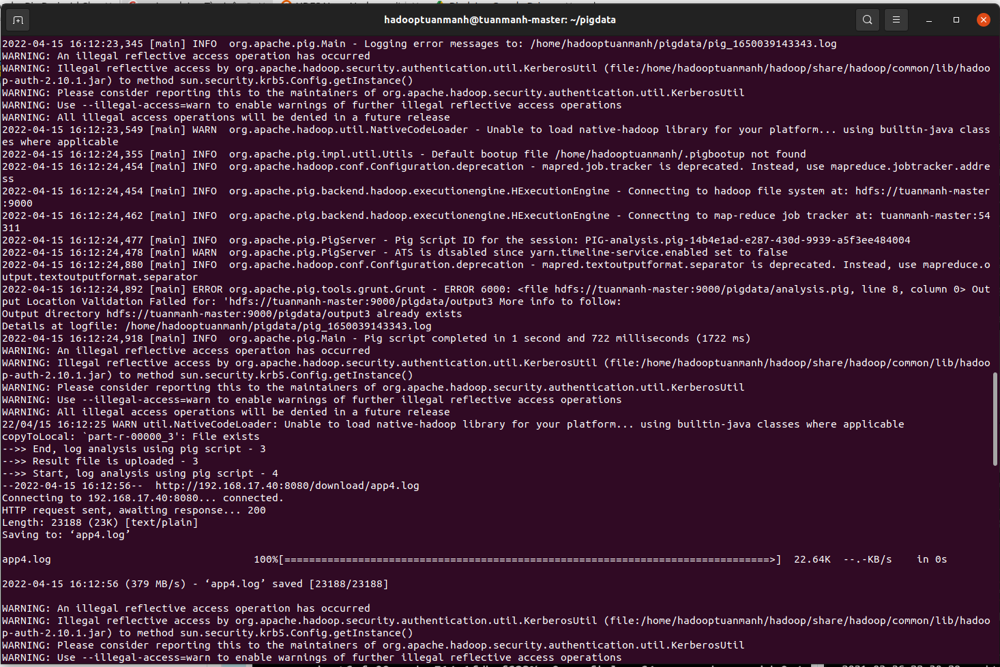 hadooptuanmanh@tuanmanh-master: ~/pigdata
2022-04-15 16:12:23,345 [main] INFO  org.apache.pig.Main - Logging error messages to: /home/hadooptuanmanh/pigdata/pig_1650039143343.log
WARNING: An illegal reflective access operation has occurred
WARNING: Illegal reflective access by org.apache.hadoop.security.authentication.util.KerberosUtil (file:/home/hadooptuanmanh/hadoop/share/hadoop/common/lib/hadoo
p-auth-2.10.1.jar) to method sun.security.krb5.Config.getInstance()
WARNING: Please consider reporting this to the maintainers of org.apache.hadoop.security.authentication.util.KerberosUtil
WARNING: Use --illegal-access=warn to enable warnings of further illegal reflective access operations
WARNING: All illegal access operations will be denied in a future release
2022-04-15 16:12:23,549 [main] WARN  org.apache.hadoop.util.NativeCodeLoader - Unable to load native-hadoop library for your platform... using builtin-java class
es where applicable
2022-04-15 16:12:24,355 [main] INFO  org.apache.pig.impl.util.Utils - Default bootup file /home/hadooptuanmanh/.pigbootup not found
2022-04-15 16:12:24,454 [main] INFO  org.apache.hadoop.conf.Configuration.deprecation - mapred.job.tracker is deprecated. Instead, use mapreduce.jobtracker.addre
ss
2022-04-15 16:12:24,454 [main] INFO  org.apache.pig.backend.hadoop.executionengine.HExecutionEngine - Connecting to hadoop file system at: hdfs://tuanmanh-master
:9000
2022-04-15 16:12:24,462 [main] INFO  org.apache.pig.backend.hadoop.executionengine.HExecutionEngine - Connecting to map-reduce job tracker at: tuanmanh-master:54
311
2022-04-15 16:12:24,477 [main] INFO  org.apache.pig.PigServer - Pig Script ID for the session: PIG-analysis.pig-14b4e1ad-e287-430d-9939-a5f3ee484004
2022-04-15 16:12:24,478 [main] WARN  org.apache.pig.PigServer - ATS is disabled since yarn.timeline-service.enabled set to false
2022-04-15 16:12:24,880 [main] INFO  org.apache.hadoop.conf.Configuration.deprecation - mapred.textoutputformat.separator is deprecated. Instead, use mapreduce.o
utput.textoutputformat.separator
2022-04-15 16:12:24,892 [main] ERROR org.apache.pig.tools.grunt.Grunt - ERROR 6000: <file hdfs://tuanmanh-master:9000/pigdata/analysis.pig, line 8, column 0> Out
put Location Validation Failed for: 'hdfs://tuanmanh-master:9000/pigdata/output3 More info to follow:
Output directory hdfs://tuanmanh-master:9000/pigdata/output3 already exists
Details at logfile: /home/hadooptuanmanh/pigdata/pig_1650039143343.log
2022-04-15 16:12:24,918 [main] INFO  org.apache.pig.Main - Pig script completed in 1 second and 722 milliseconds (1722 ms)
WARNING: An illegal reflective access operation has occurred
WARNING: Illegal reflective access by org.apache.hadoop.security.authentication.util.KerberosUtil (file:/home/hadooptuanmanh/hadoop/share/hadoop/common/lib/hadoo
p-auth-2.10.1.jar) to method sun.security.krb5.Config.getInstance()
WARNING: Please consider reporting this to the maintainers of org.apache.hadoop.security.authentication.util.KerberosUtil
WARNING: Use --illegal-access=warn to enable warnings of further illegal reflective access operations
WARNING: All illegal access operations will be denied in a future release
22/04/15 16:12:25 WARN util.NativeCodeLoader: Unable to load native-hadoop library for your platform... using builtin-java classes where applicable
copyToLocal: `part-r-00000_3': File exists
-->> End, log analysis using pig script - 3
-->> Result file is uploaded - 3
-->> Start, log analysis using pig script - 4
--2022-04-15 16:12:56--  http://192.168.17.40:8080/download/app4.log
Connecting to 192.168.17.40:8080... connected.
HTTP request sent, awaiting response... 200
Length: 23188 (23K) [text/plain]
Saving to: ‘app4.log’
app4.log 100%[===============================================================================>] 22.64K --.-KB/s in 0s
2022-04-15 16:12:56 (379 MB/s) - ‘app4.log’ saved [23188/23188]
WARNING: An illegal reflective access operation has occurred
WARNING: Illegal reflective access by org.apache.hadoop.security.authentication.util.KerberosUtil (file:/home/hadooptuanmanh/hadoop/share/hadoop/common/lib/hadoo
p-auth-2.10.1.jar) to method sun.security.krb5.Config.getInstance()
WARNING: Please consider reporting this to the maintainers of org.apache.hadoop.security.authentication.util.KerberosUtil
WARNING: Use --illegal-access=warn to enable warnings of further illegal reflective access operations